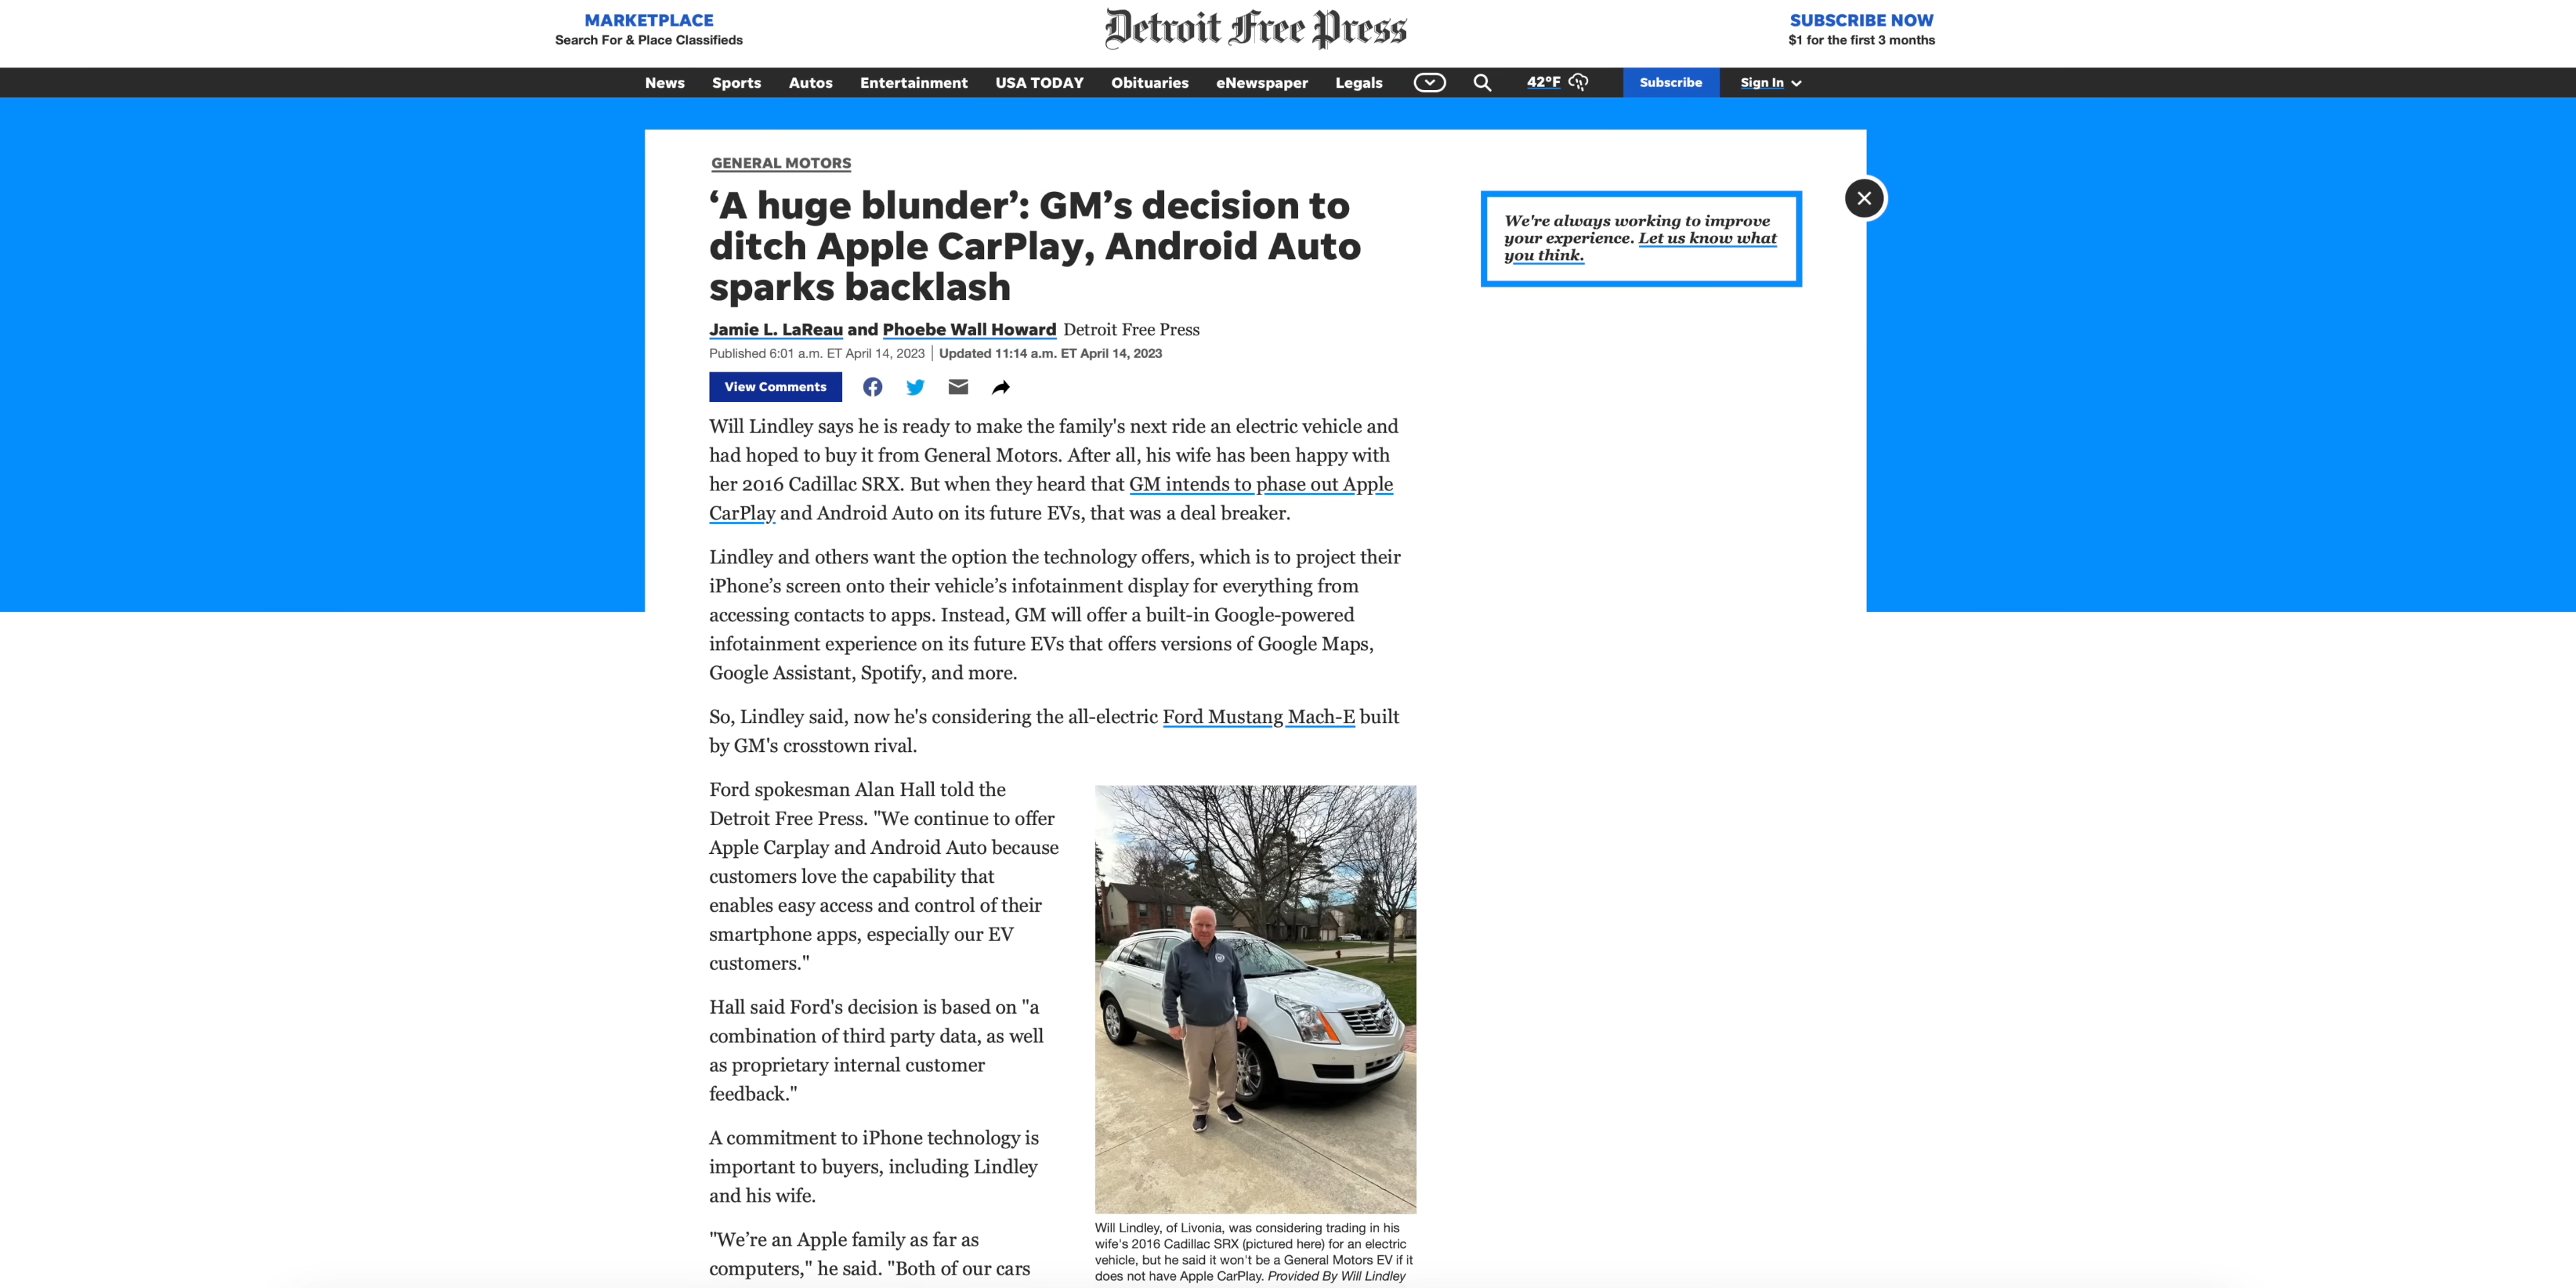 MARKETPLACE
Search For & Place Classifieds
Detroit Free Press
SUBSCRIBE NOW
$1 for the first 3 months
News Sports Autos Entertainment USA TODAY Obituaries eNewspaper Legals 42°F Subscribe Sign In
GENERAL MOTORS
‘A huge blunder’: GM’s decision to
ditch Apple CarPlay, Android Auto
sparks backlash
Jamie L. LaReau and Phoebe Wall Howard Detroit Free Press
Published 6:01 a.m. ET April 14, 2023 | Updated 11:14 a.m. ET April 14, 2023
View Comments
We're always working to improve
your experience. Let us know what
you think.
Will Lindley says he is ready to make the family's next ride an electric vehicle and
had hoped to buy it from General Motors. After all, his wife has been happy with
her 2016 Cadillac SRX. But when they heard that GM intends to phase out Apple
CarPlay and Android Auto on its future EVs, that was a deal breaker.
Lindley and others want the option the technology offers, which is to project their
iPhone’s screen onto their vehicle’s infotainment display for everything from
accessing contacts to apps. Instead, GM will offer a built-in Google-powered
infotainment experience on its future EVs that offers versions of Google Maps,
Google Assistant, Spotify, and more.
So, Lindley said, now he's considering the all-electric Ford Mustang Mach-E built
by GM's crosstown rival.
Ford spokesman Alan Hall told the
Detroit Free Press. "We continue to offer
Apple Carplay and Android Auto because
customers love the capability that
enables easy access and control of their
smartphone apps, especially our EV
customers."
Hall said Ford's decision is based on "a
combination of third party data, as well
as proprietary internal customer
feedback."
A commitment to iPhone technology is
important to buyers, including Lindley
and his wife.
"We’re an Apple family as far as
computers," he said. "Both of our cars
Will Lindley, of Livonia, was considering trading in his
wife's 2016 Cadillac SRX (pictured here) for an electric
vehicle, but he said it won't be a General Motors EV if it
does not have Apple CarPlay. Provided By Will Lindley